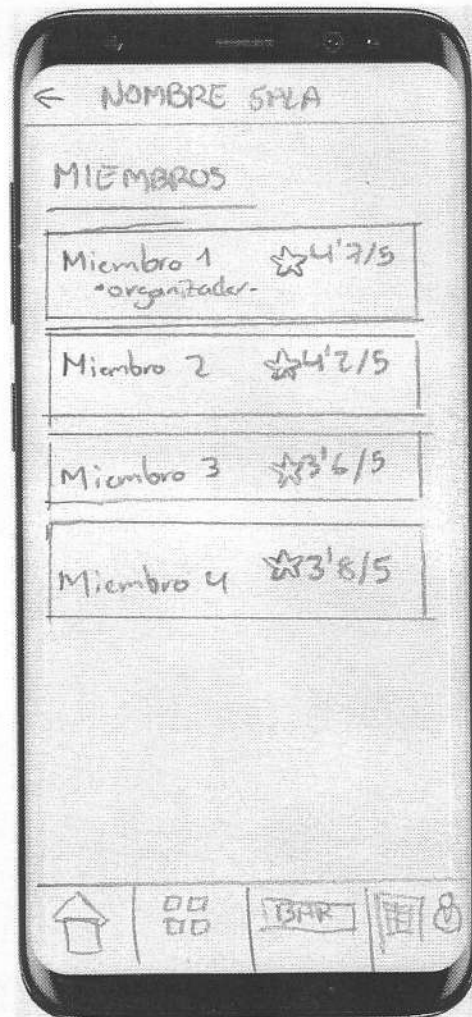 ← NOMBRE SALA
MIEMBROS
Miembro 1 ☆4'7/5
•organizador-
Miembro 2 ☆4'2/5
Miembro 3 ☆3'6/5
Miembro 4 ☆3'8/5
BAR